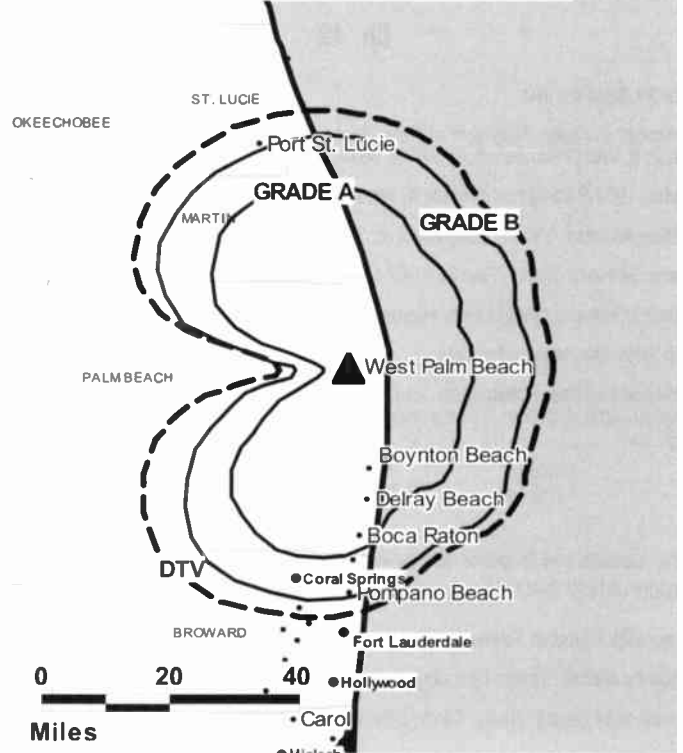 ST. LUCIE
OKEECHOBEE
Port St. Lucie
GRADE A
MARTIN
GRADE B
West Palm Beach
PALM BEACH
Boynton Beach
Delray Beach
Boca Raton
DTV
Coral Springs
Pompano Beach
BROWARD
Fort Lauderdale
0 20 40
Hollywood
Carol
Miles